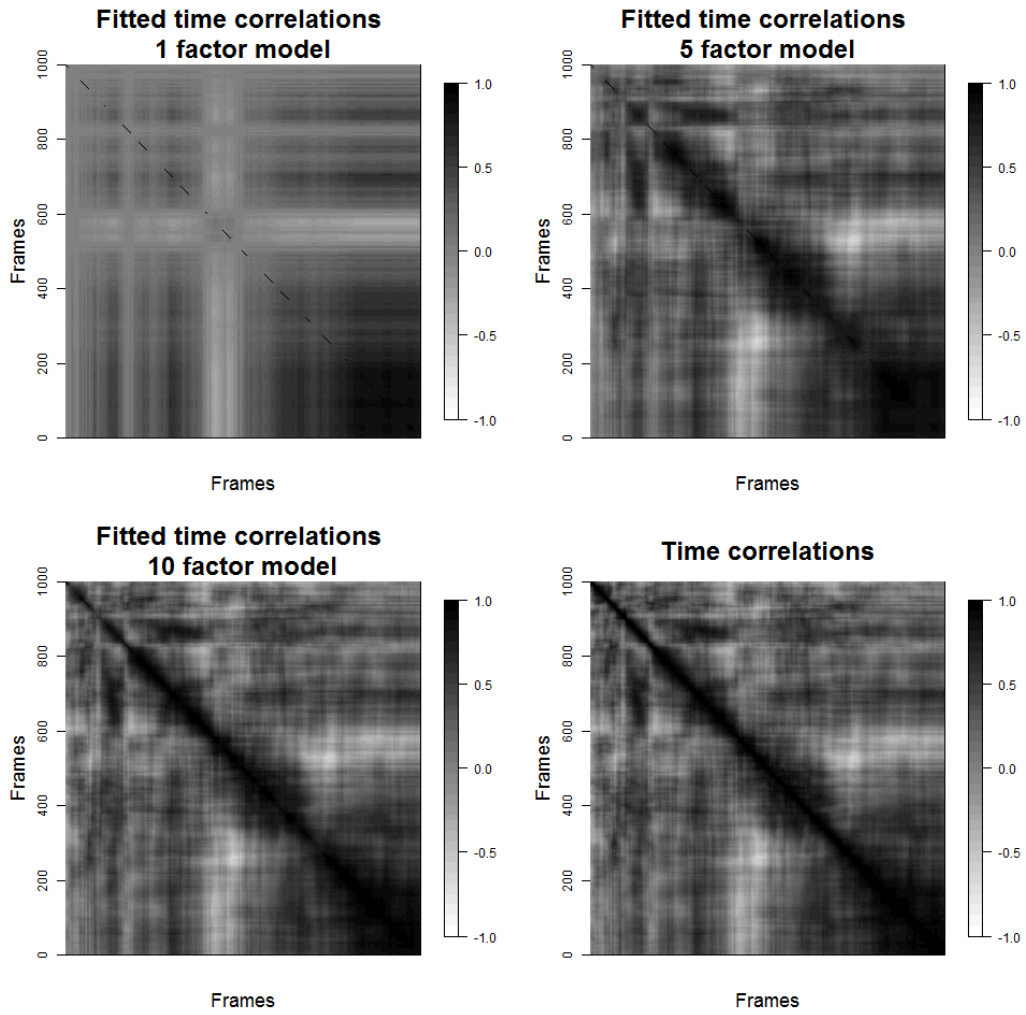 Fitted time correlations
1 factor model
1000
800
600
400
200
0
Frames
Frames
1.0
0.5
0.0
-0.5
-1.0
Fitted time correlations
5 factor model
1000
800
600
400
200
0
Frames
Frames
1.0
0.5
0.0
-0.5
-1.0
Fitted time correlations
10 factor model
1000
800
600
400
200
0
Frames
Frames
1.0
0.5
0.0
-0.5
-1.0
Time correlations
1000
800
600
400
200
0
Frames
Frames
1.0
0.5
0.0
-0.5
-1.0